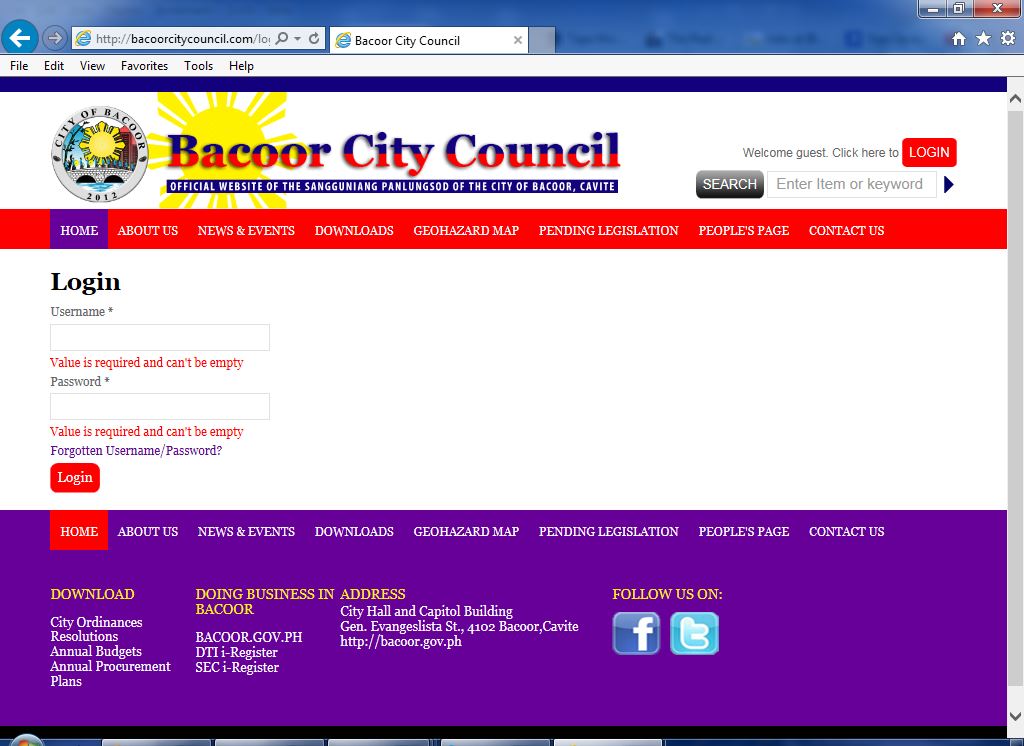 http://bacoorcitycouncil.com/lo
Bacoor City Council
File Edit View Favorites Tools Help
CITY OF BACOOR
2012
Bacoor City Council
OFFICIAL WEBSITE OF THE SANGGUNIANG PANLUNGSOD OF THE CITY OF BACOOR, CAVITE
Welcome guest. Click here to LOGIN
SEARCH Enter Item or keyword
HOME ABOUT US NEWS & EVENTS DOWNLOADS GEOHAZARD MAP PENDING LEGISLATION PEOPLE'S PAGE CONTACT US
Login
Username *
Value is required and can't be empty
Password *
Value is required and can't be empty
Forgotten Username/Password?
Login
HOME ABOUT US NEWS & EVENTS DOWNLOADS GEOHAZARD MAP PENDING LEGISLATION PEOPLE'S PAGE CONTACT US
DOWNLOAD
City Ordinances
Resolutions
Annual Budgets
Annual Procurement
Plans
DOING BUSINESS IN
BACOOR
BACOOR.GOV.PH
DTI i-Register
SEC i-Register
ADDRESS
City Hall and Capitol Building
Gen. Evangeslista St., 4102 Bacoor,Cavite
http://bacoor.gov.ph
FOLLOW US ON: